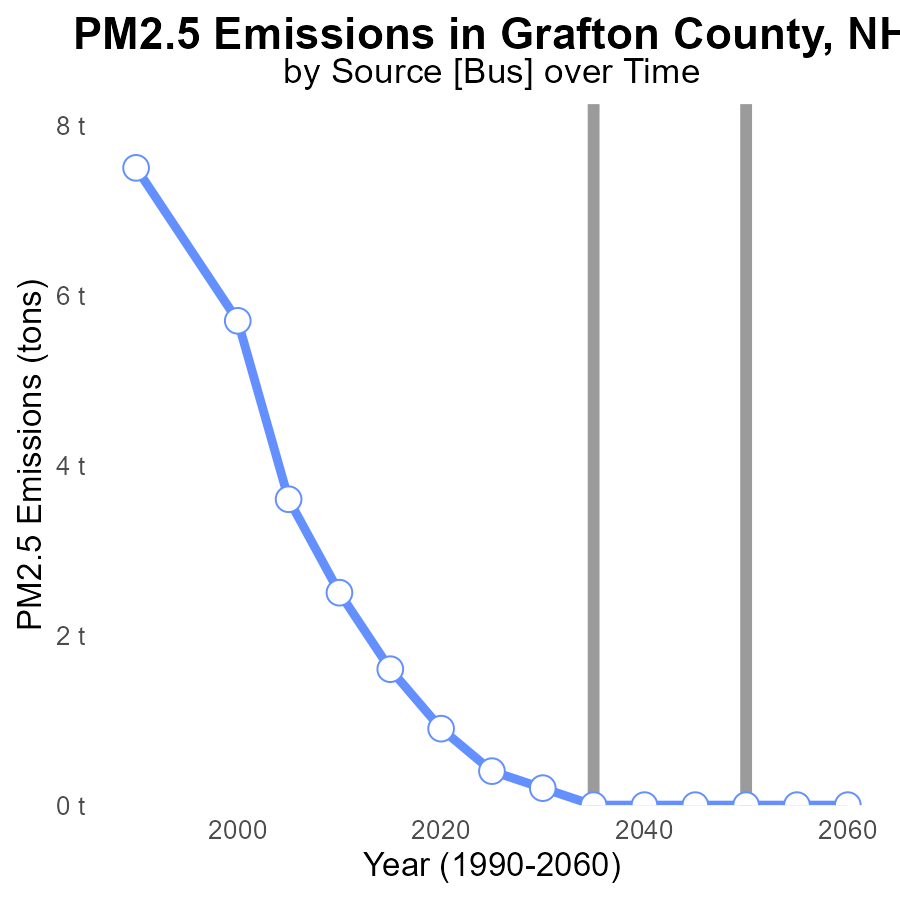 PM2.5 Emissions in Grafton County, NH
by Source [Bus] over Time
PM2.5 Emissions (tons)
8 t
6 t
4 t
2 t
0 t
2000
2020
2040
2060
Year (1990-2060)